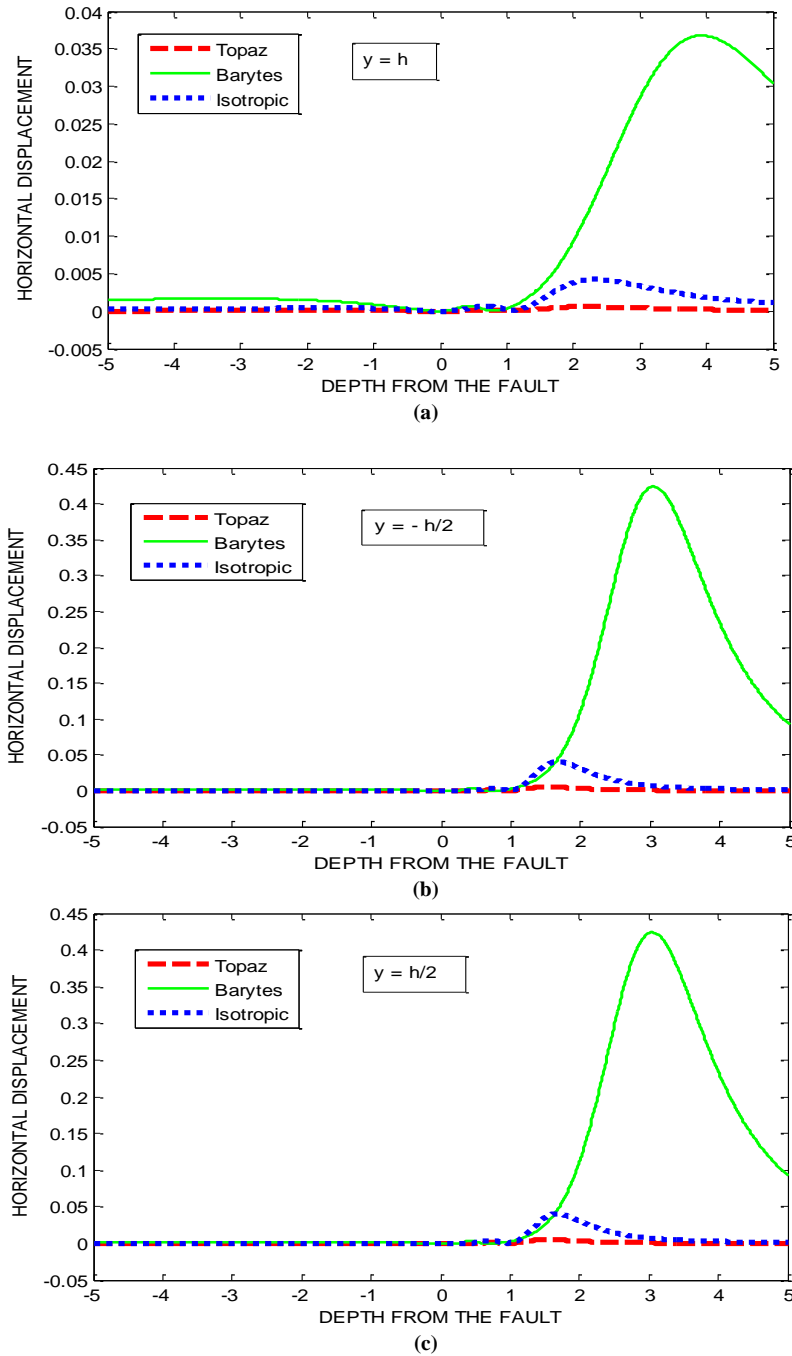 0.04
0.035
0.03
0.025
0.02
0.015
0.01
0.005
0
-0.005
HORIZONTAL DISPLACEMENT
Topaz
Barytes
Isotropic
y = h
-5 -4 -3 -2 -1 0 1 2 3 4 5
DEPTH FROM THE FAULT
(a)
0.45
0.4
0.35
0.3
0.25
0.2
0.15
0.1
0.05
0
-0.05
HORIZONTAL DISPLACEMENT
Topaz
Barytes
Isotropic
y = - h/2
-5 -4 -3 -2 -1 0 1 2 3 4 5
DEPTH FROM THE FAULT
(b)
0.45
0.4
0.35
0.3
0.25
0.2
0.15
0.1
0.05
0
-0.05
HORIZONTAL DISPLACEMENT
Topaz
Barytes
Isotropic
y = h/2
-5 -4 -3 -2 -1 0 1 2 3 4 5
DEPTH FROM THE FAULT
(c)